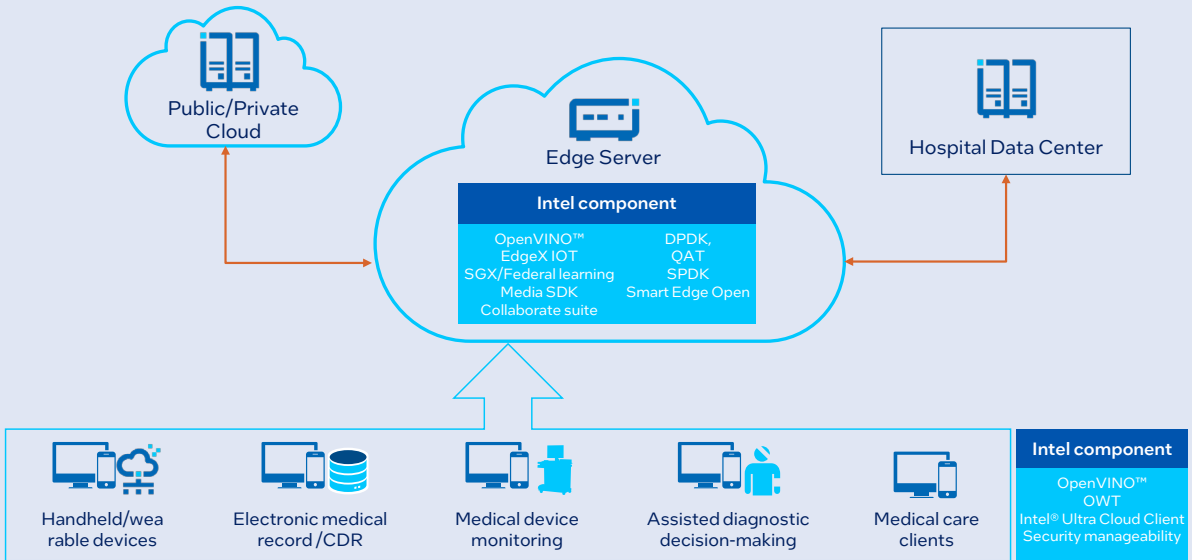 Public/Private
Cloud
Edge Server
Hospital Data Center
Intel component
OpenVINO™
EdgeX IOT
SGX/Federal learning
Media SDK
Collaborate suite
DPDK,
QAT
SPDK
Smart Edge Open
Handheld/wea
rable devices
Electronic medical
record /CDR
Medical device
monitoring
Assisted diagnostic
decision-making
Medical care
clients
Intel component
OpenVINO™
OWT
Intel® Ultra Cloud Client
Security manageability